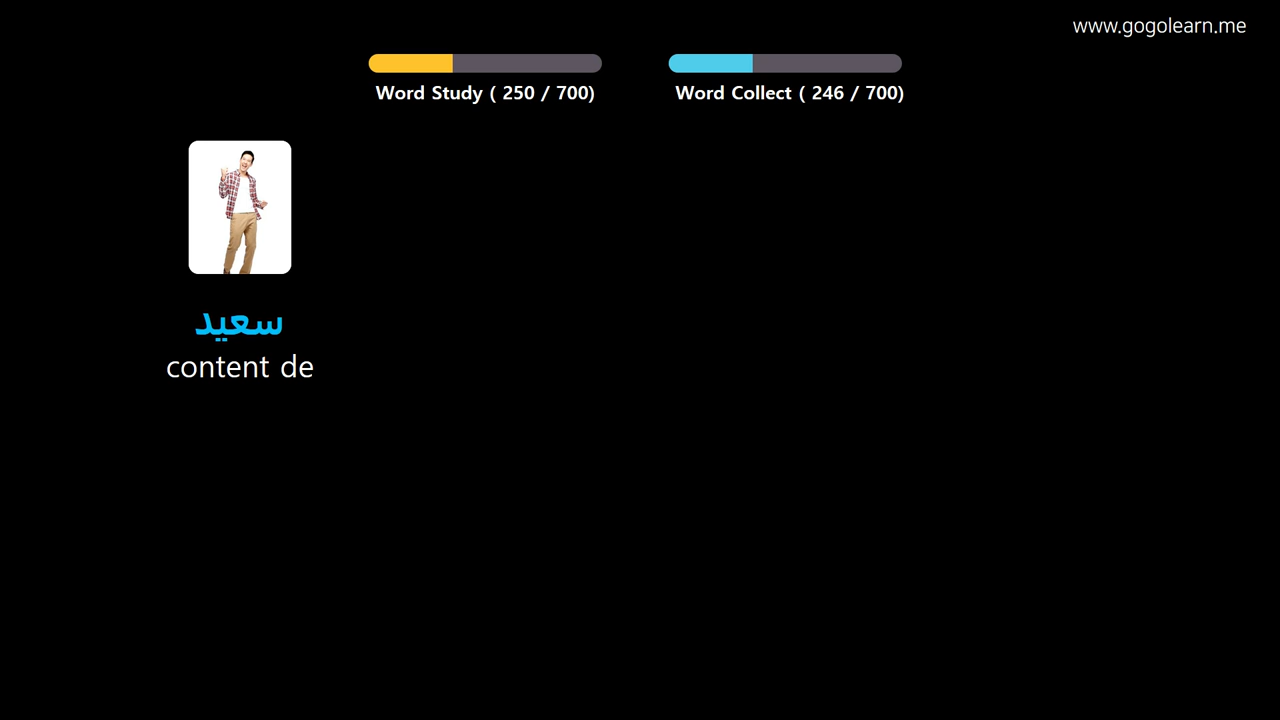 www.gogolearn.me
Word Study ( 250 / 700)
Word Collect ( 246 / 700)
سعيد
content de